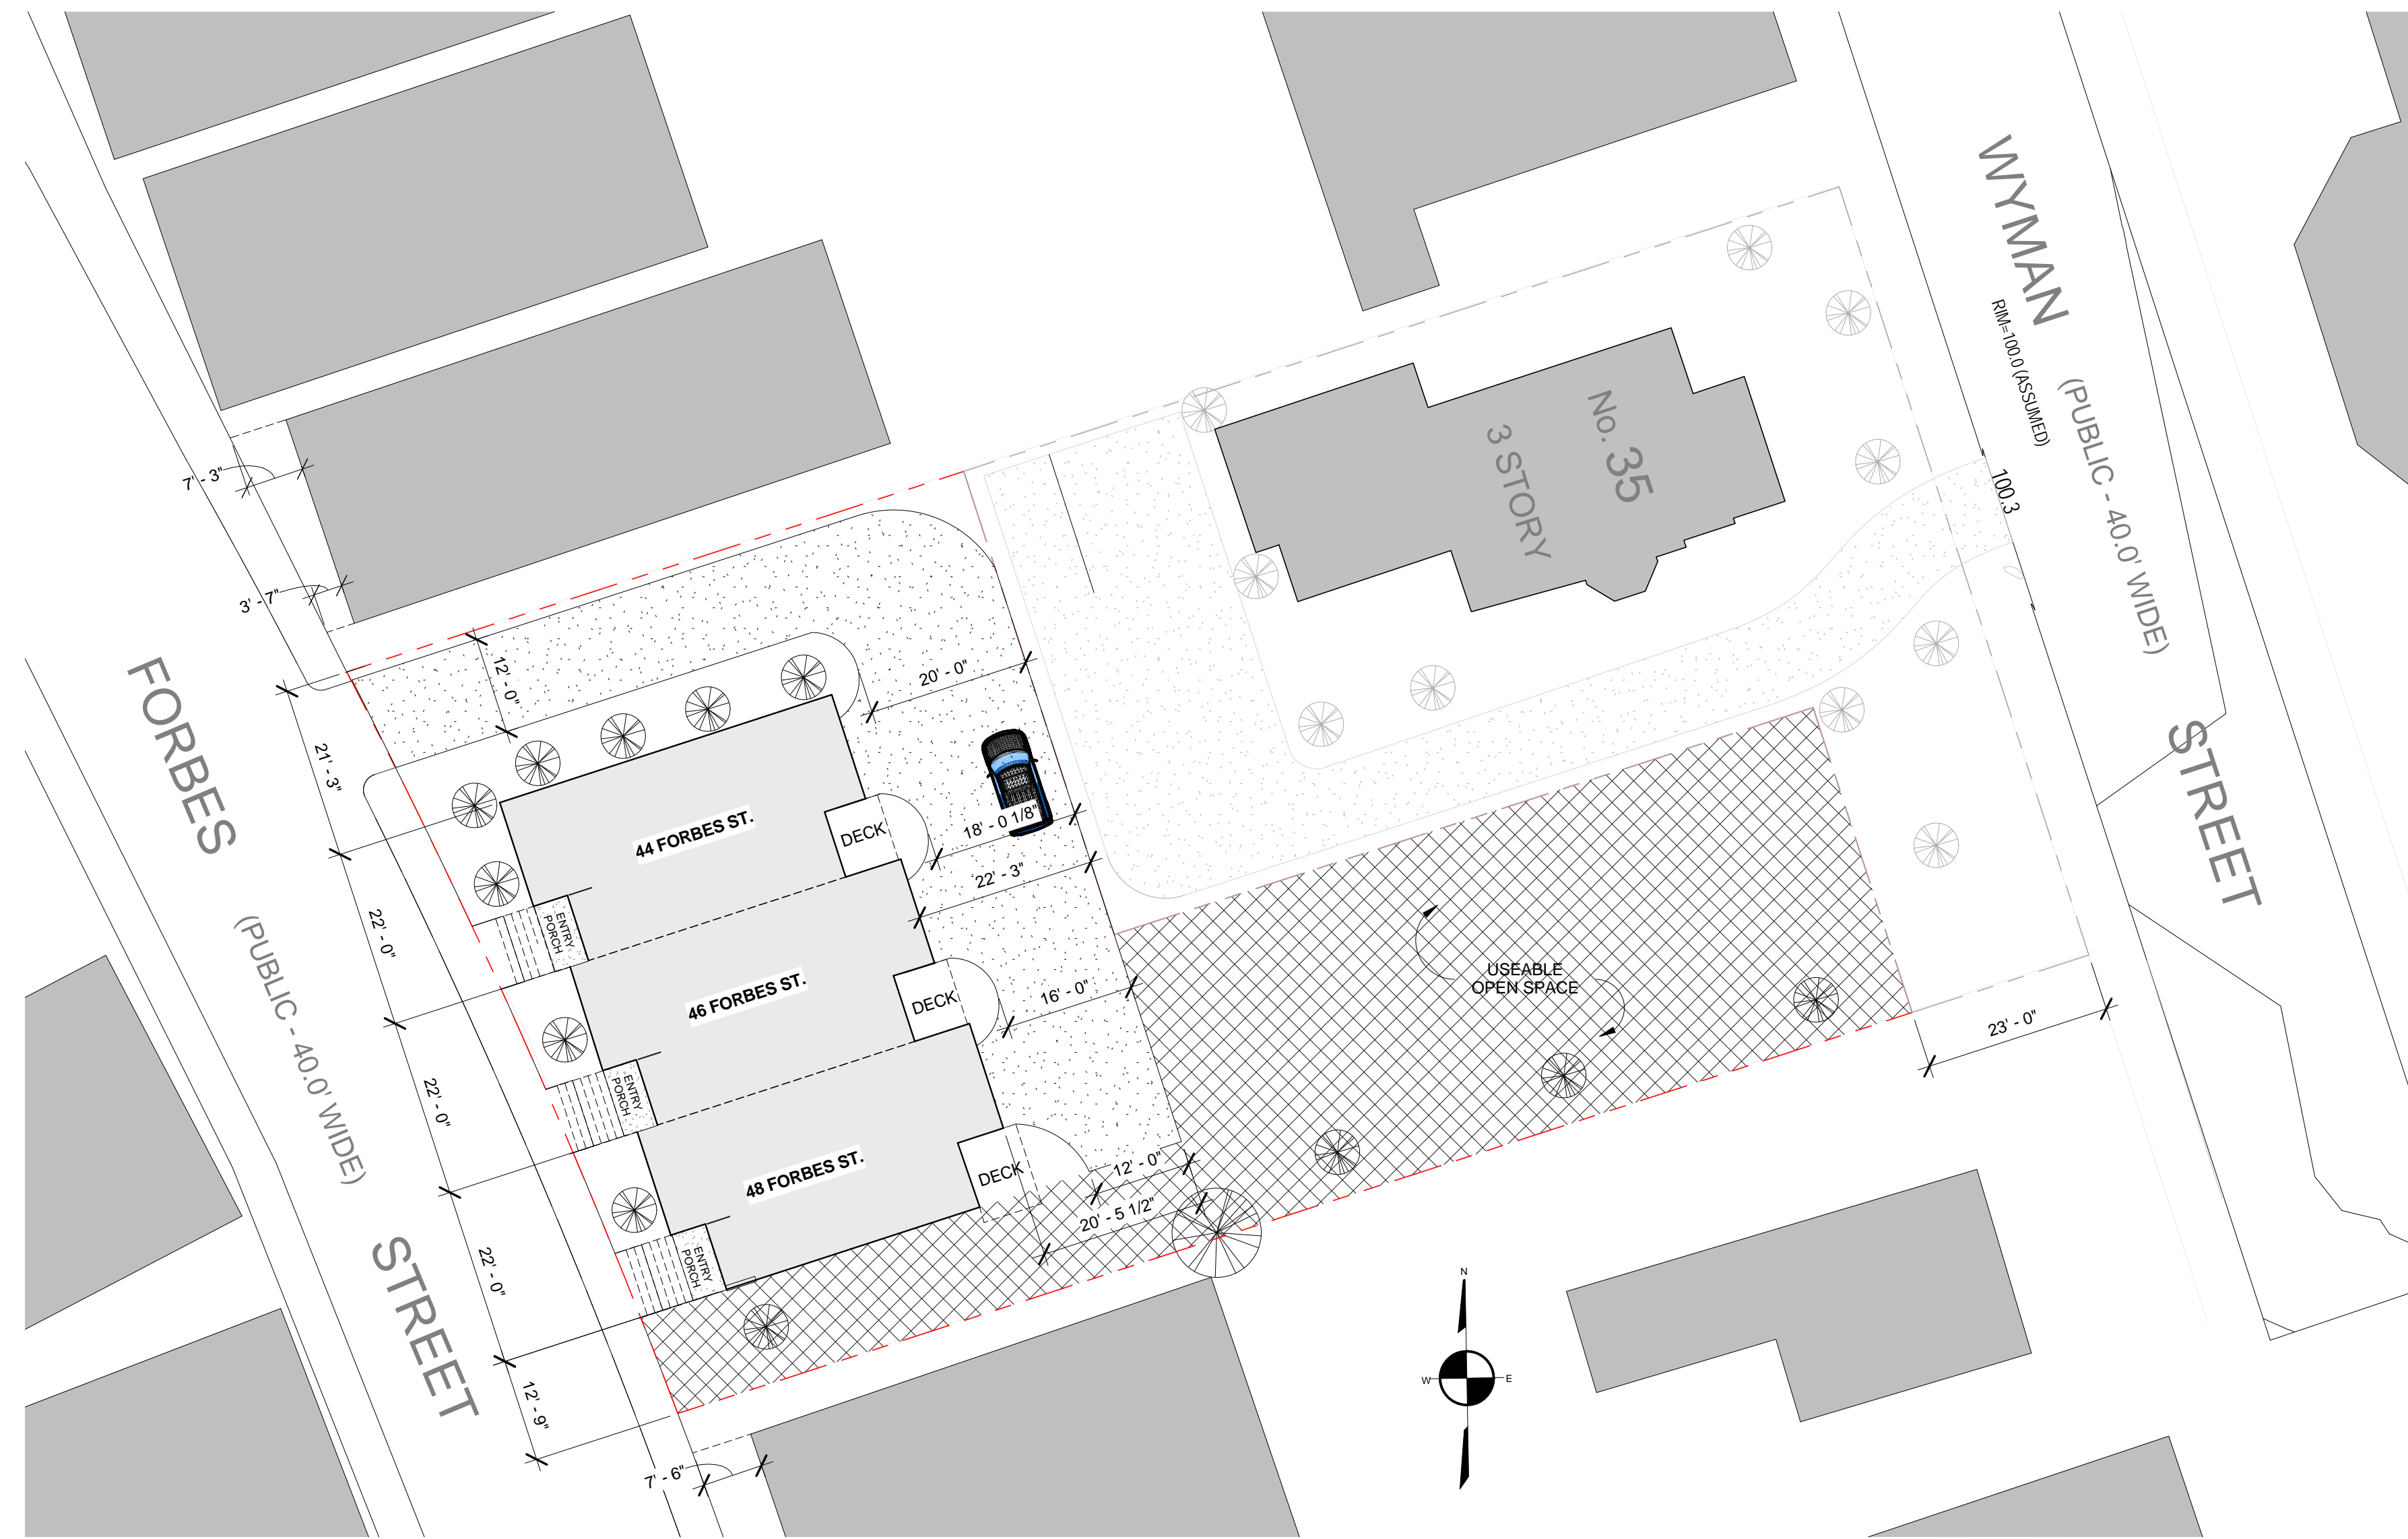 WYMAN
RIM=100.0 (ASSUMED)
(PUBLIC - 40.0' WIDE)
100.3
STREET
No. 35
3 STORY
7' - 3"
3' - 7"
FORBES
(PUBLIC - 40.0' WIDE)
STREET
12' - 0"
20' - 0"
21' - 3"
44 FORBES ST.
DECK
18' - 0 1/8"
22' - 3"
22' - 0"
ENTRY
PORCH
46 FORBES ST.
DECK
16' - 0"
USEABLE
OPEN SPACE
23' - 0"
22' - 0"
ENTRY
PORCH
48 FORBES ST.
DECK
12' - 0"
20' - 5 1/2"
22' - 0"
ENTRY
PORCH
12' - 9"
7' - 6"
N
W
E